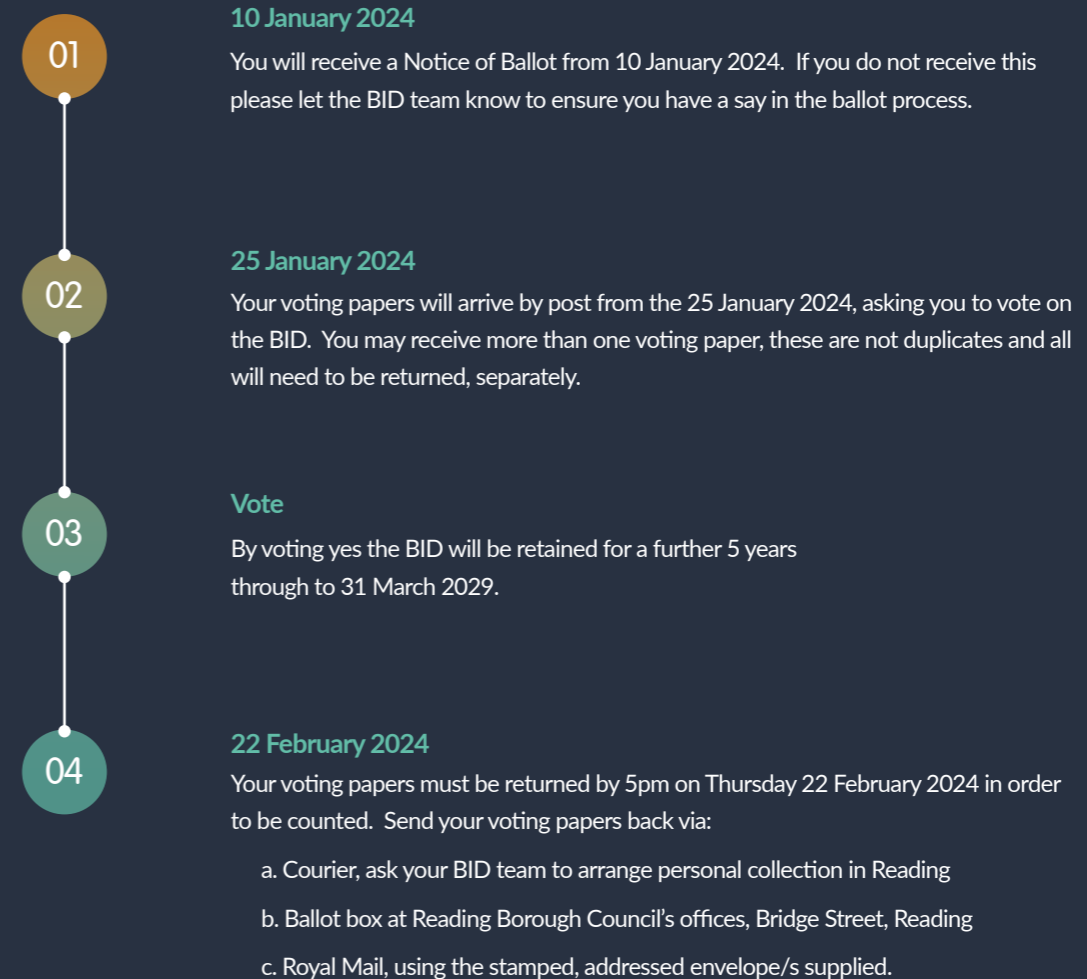 01
10 January 2024
You will receive a Notice of Ballot from 10 January 2024.  If you do not receive this
please let the BID team know to ensure you have a say in the ballot process.
02
25 January 2024
Your voting papers will arrive by post from the 25 January 2024, asking you to vote on
the BID.  You may receive more than one voting paper, these are not duplicates and all
will need to be returned, separately.
03
Vote
By voting yes the BID will be retained for a further 5 years
through to 31 March 2029.
04
22 February 2024
Your voting papers must be returned by 5pm on Thursday 22 February 2024 in order
to be counted.  Send your voting papers back via:
a. Courier, ask your BID team to arrange personal collection in Reading
b. Ballot box at Reading Borough Council’s offices, Bridge Street, Reading
c. Royal Mail, using the stamped, addressed envelope/s supplied.